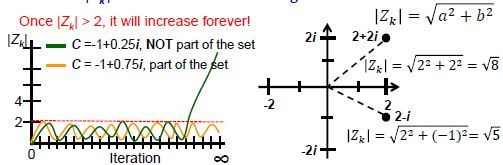 Once |Zk| > 2, it will increase forever!
|Zk|
C =-1+0.25i, NOT part of the set
C =-1+0.75i, part of the set
4
2
0
Iteration
∞
|Zk| = √a² + b²
2i
2+2i
|Zk| = √2² + 2² = √8
-2
2
2-i
-2i
|Zk| = √2² + (−1)² = √5